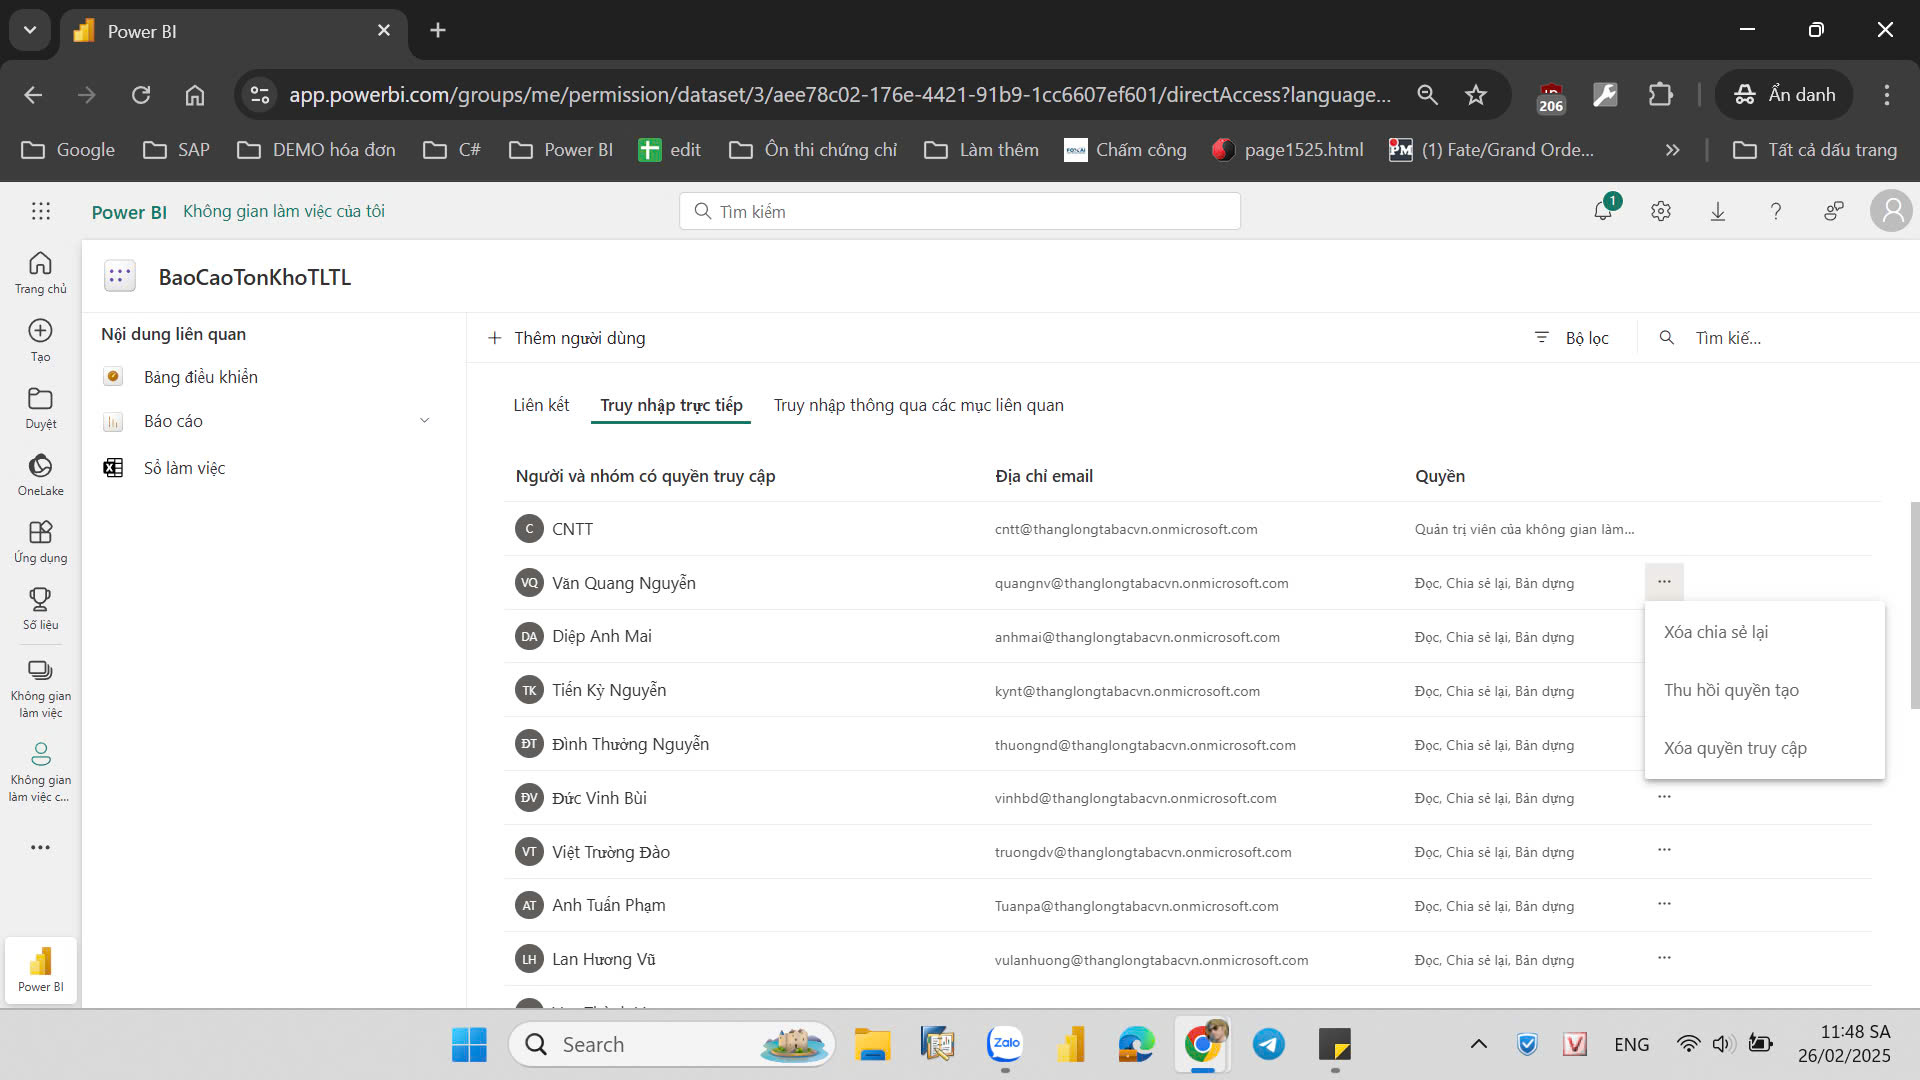 Power BI
app.powerbi.com/groups/me/permission/dataset/3/aee78c02-176e-4421-91b9-1cc6607ef601/directAccess?language...
206
Ẩn danh
Google
SAP
DEMO hóa đơn
C#
Power BI
edit
Ôn thi chứng chỉ
Làm thêm
Chấm công
page1525.html
(1) Fate/Grand Orde...
Tất cả dấu trang
Power BI Không gian làm việc của tôi
Tìm kiếm
1
Trang chủ
Tạo
Duyệt
OneLake
Ứng dụng
Số liệu
Không gian
làm việc
Không gian
làm việc c...
Power BI
BaoCaoTonKhoTLTL
Nội dung liên quan
Bảng điều khiển
Báo cáo
Sổ làm việc
Thêm người dùng
Bộ lọc
Tìm kiế...
Liên kết Truy nhập trực tiếp Truy nhập thông qua các mục liên quan
Người và nhóm có quyền truy cập Địa chỉ email Quyền
C CNTT cntt@thanglongtabacvn.onmicrosoft.com Quản trị viên của không gian làm...
VQ Văn Quang Nguyễn quangnv@thanglongtabacvn.onmicrosoft.com Đọc, Chia sẻ lại, Bản dựng ...
DA Diệp Anh Mai anhmai@thanglongtabacvn.onmicrosoft.com Đọc, Chia sẻ lại, Bản dựng
TK Tiến Kỳ Nguyễn kynt@thanglongtabacvn.onmicrosoft.com Đọc, Chia sẻ lại, Bản dựng
ĐT Đình Thưởng Nguyễn thuongnd@thanglongtabacvn.onmicrosoft.com Đọc, Chia sẻ lại, Bản dựng
ĐV Đức Vinh Bùi vinhbd@thanglongtabacvn.onmicrosoft.com Đọc, Chia sẻ lại, Bản dựng ...
VT Việt Trường Đào truongdv@thanglongtabacvn.onmicrosoft.com Đọc, Chia sẻ lại, Bản dựng ...
AT Anh Tuấn Phạm Tuanpa@thanglongtabacvn.onmicrosoft.com Đọc, Chia sẻ lại, Bản dựng ...
LH Lan Hương Vũ vulanhuong@thanglongtabacvn.onmicrosoft.com Đọc, Chia sẻ lại, Bản dựng ...
Xóa chia sẻ lại
Thu hồi quyền tạo
Xóa quyền truy cập
Search
Zalo
ENG
11:48 SA
26/02/2025